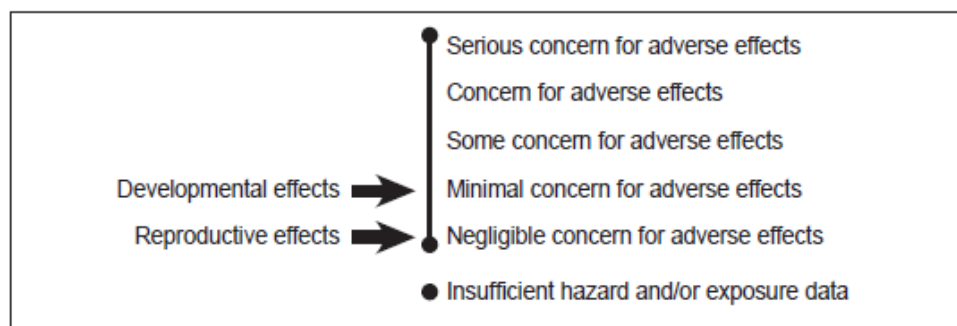 Serious concern for adverse effects
Concern for adverse effects
Some concern for adverse effects
Developmental effects Minimal concern for adverse effects
Reproductive effects Negligible concern for adverse effects
Insufficient hazard and/or exposure data